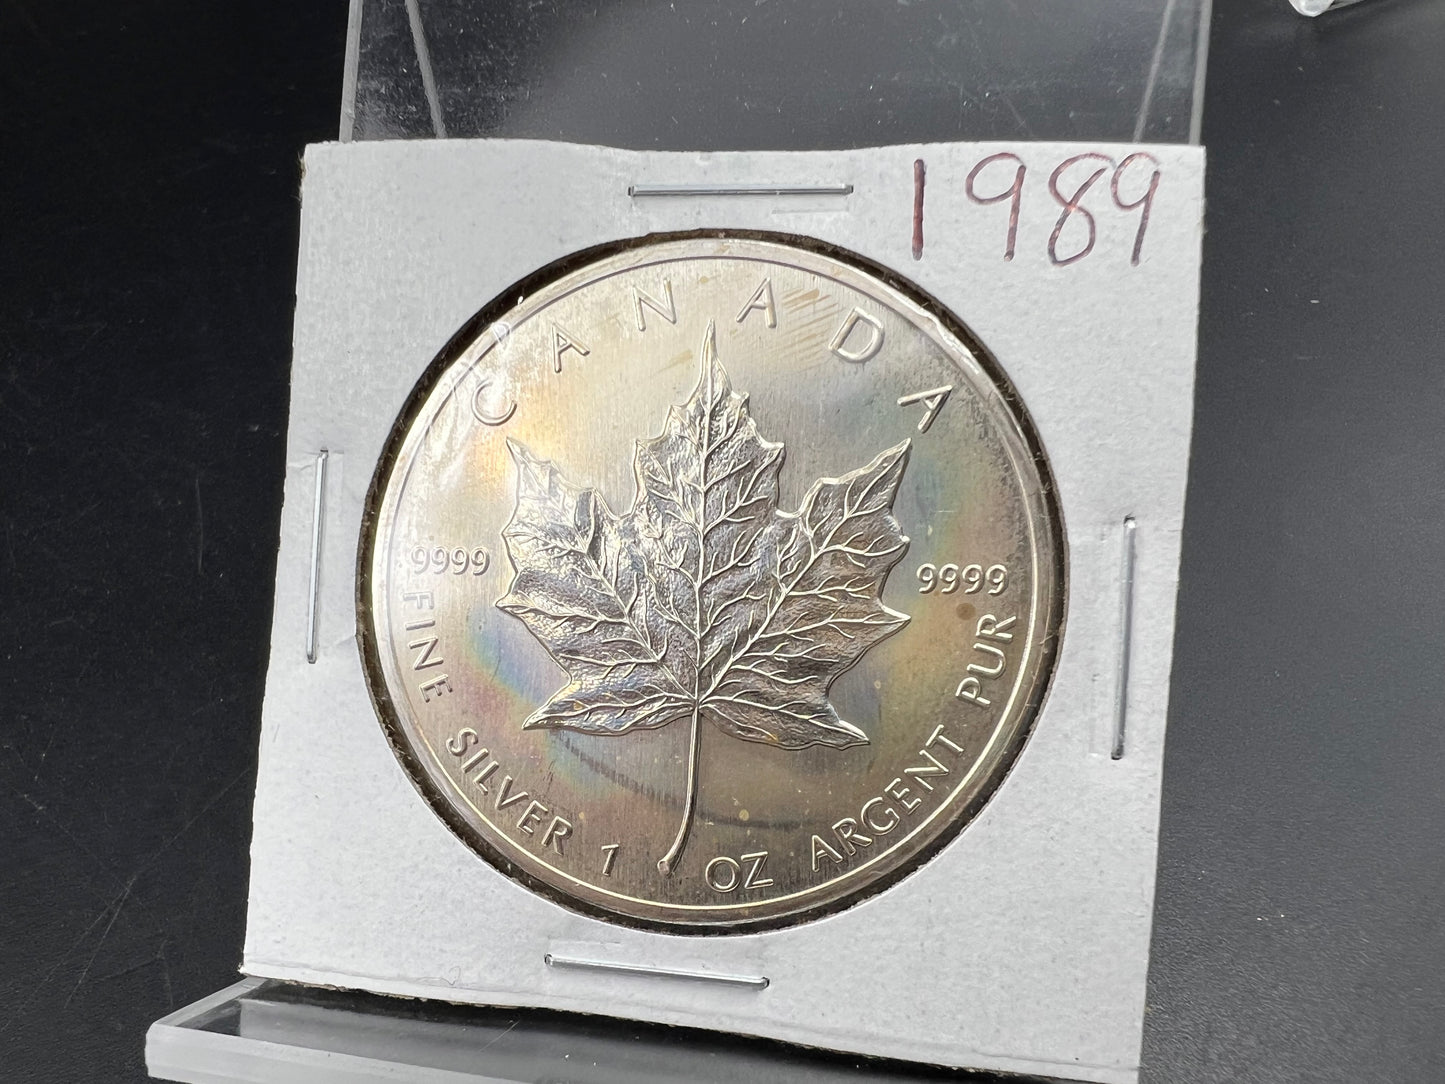 1989
CANADA
9999 9999
FINE SILVER 1 OZ ARGENT PUR